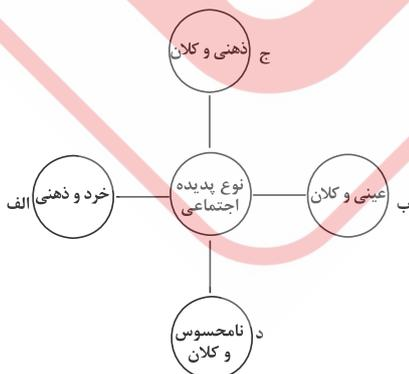 ذهنی و کلان
ج
نوع پدیده
اجتماعی
خرد و ذهنی
الف
عینی و کلان
ب
نامحسوس
و کلان
د